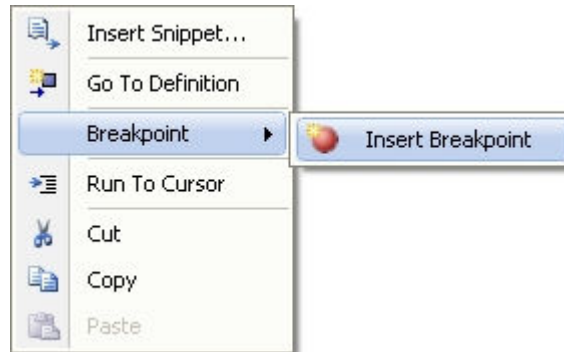 Insert Snippet...
Go To Definition
Breakpoint
Insert Breakpoint
Run To Cursor
Cut
Copy
Paste